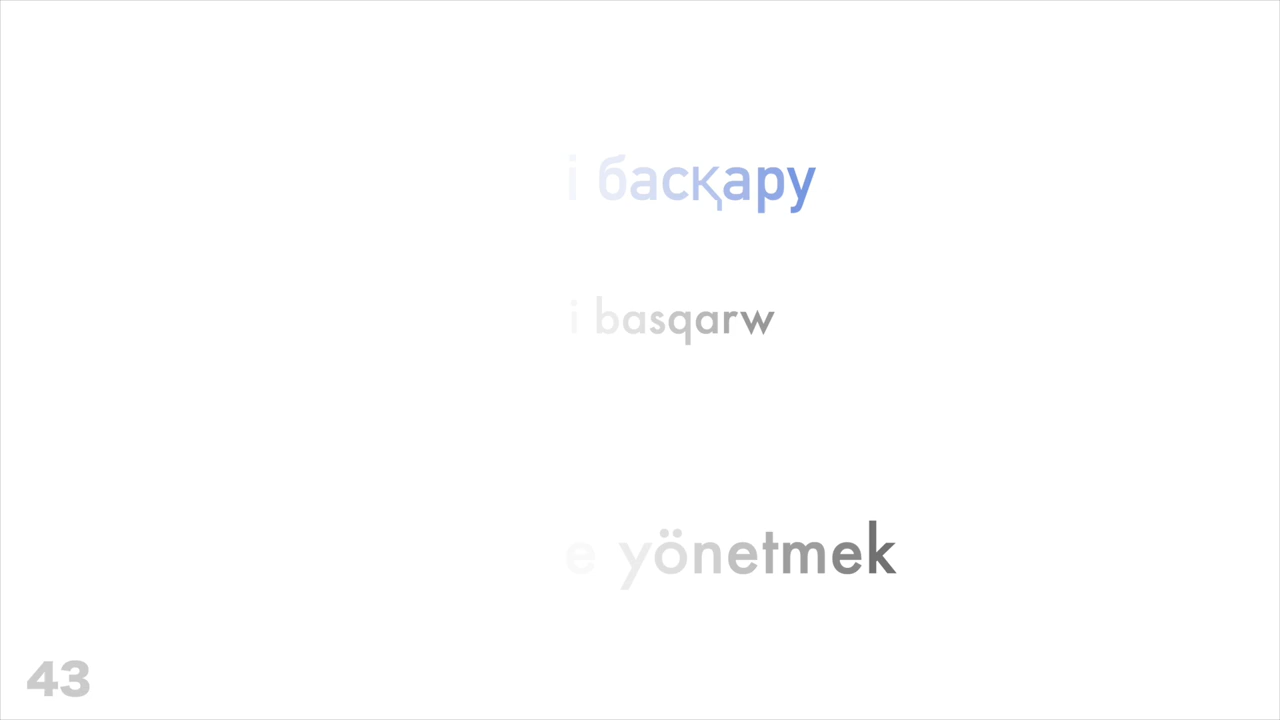 і басқару
i basqarw
e yönetmek
43